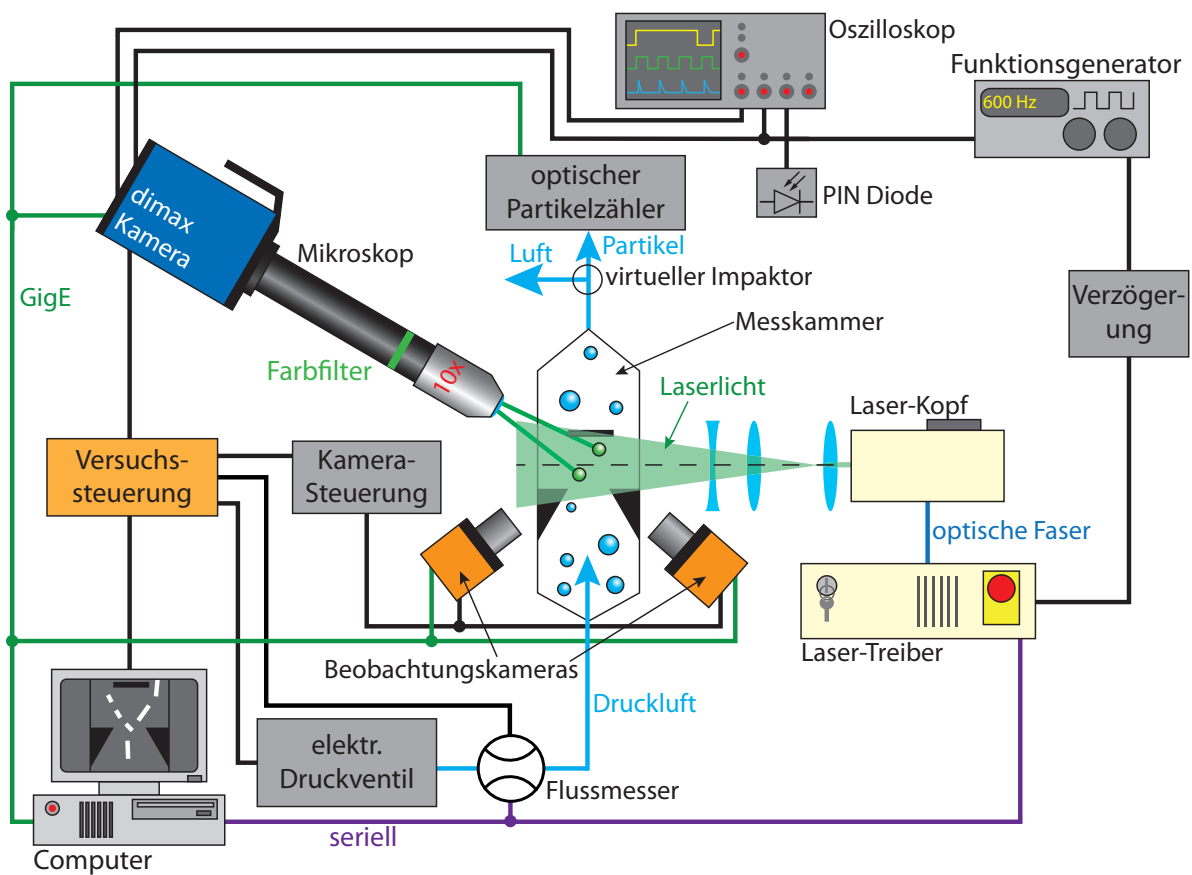 Oszilloskop
Funktionsgenerator
600 Hz
dimax
Kamera
optischer
Partikelzähler
PIN Diode
Mikroskop
Luft
Partikel
virtueller Impaktor
GigE
Verzöger-
ung
Messkammer
Farbfilter
10x
Laserlicht
Laser-Kopf
Versuchs-
steuerung
Kamera-
Steuerung
optische Faser
Beobachtungskameras
Laser-Treiber
Druckluft
elektr.
Druckventil
Flussmesser
seriell
Computer